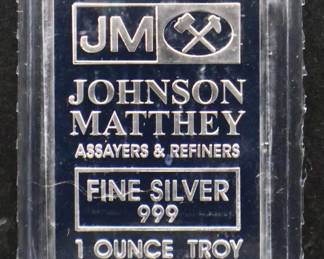 JM
JOHNSON
MATTHEY
ASSAYERS & REFINERS
FINE SILVER
999
1 OUNCE TROY